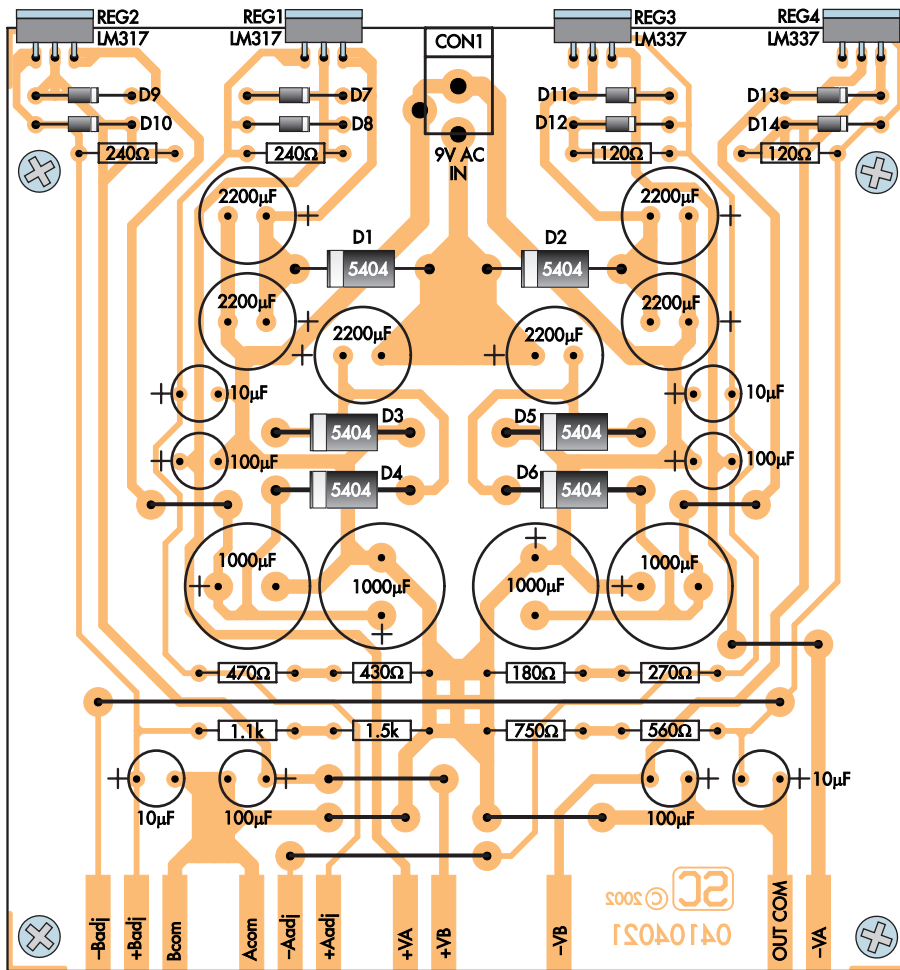 REG2
LM317
REG1
LM317
CON1
REG3
LM337
REG4
LM337
D9
D10
D7
D8
D11
D12
D13
D14
240Ω
240Ω
9V AC
IN
120Ω
120Ω
2200µF
+
2200µF
+
D1
5404
D2
5404
2200µF
+
2200µF
+
2200µF
+
2200µF
+
+
10µF
+
10µF
D3
5404
D5
5404
+
100µF
+
100µF
D4
5404
D6
5404
1000µF
+
1000µF
+
1000µF
+
1000µF
+
470Ω
430Ω
180Ω
270Ω
1.1k
1.5k
750Ω
560Ω
+
10µF
100µF
+
100µF
+
10µF
+
–Badj
+Badj
Bcom
Acom
–Aadj
+Aadj
+VA
+VB
–VB
OUT COM
–VA
SC © 2002
04104021